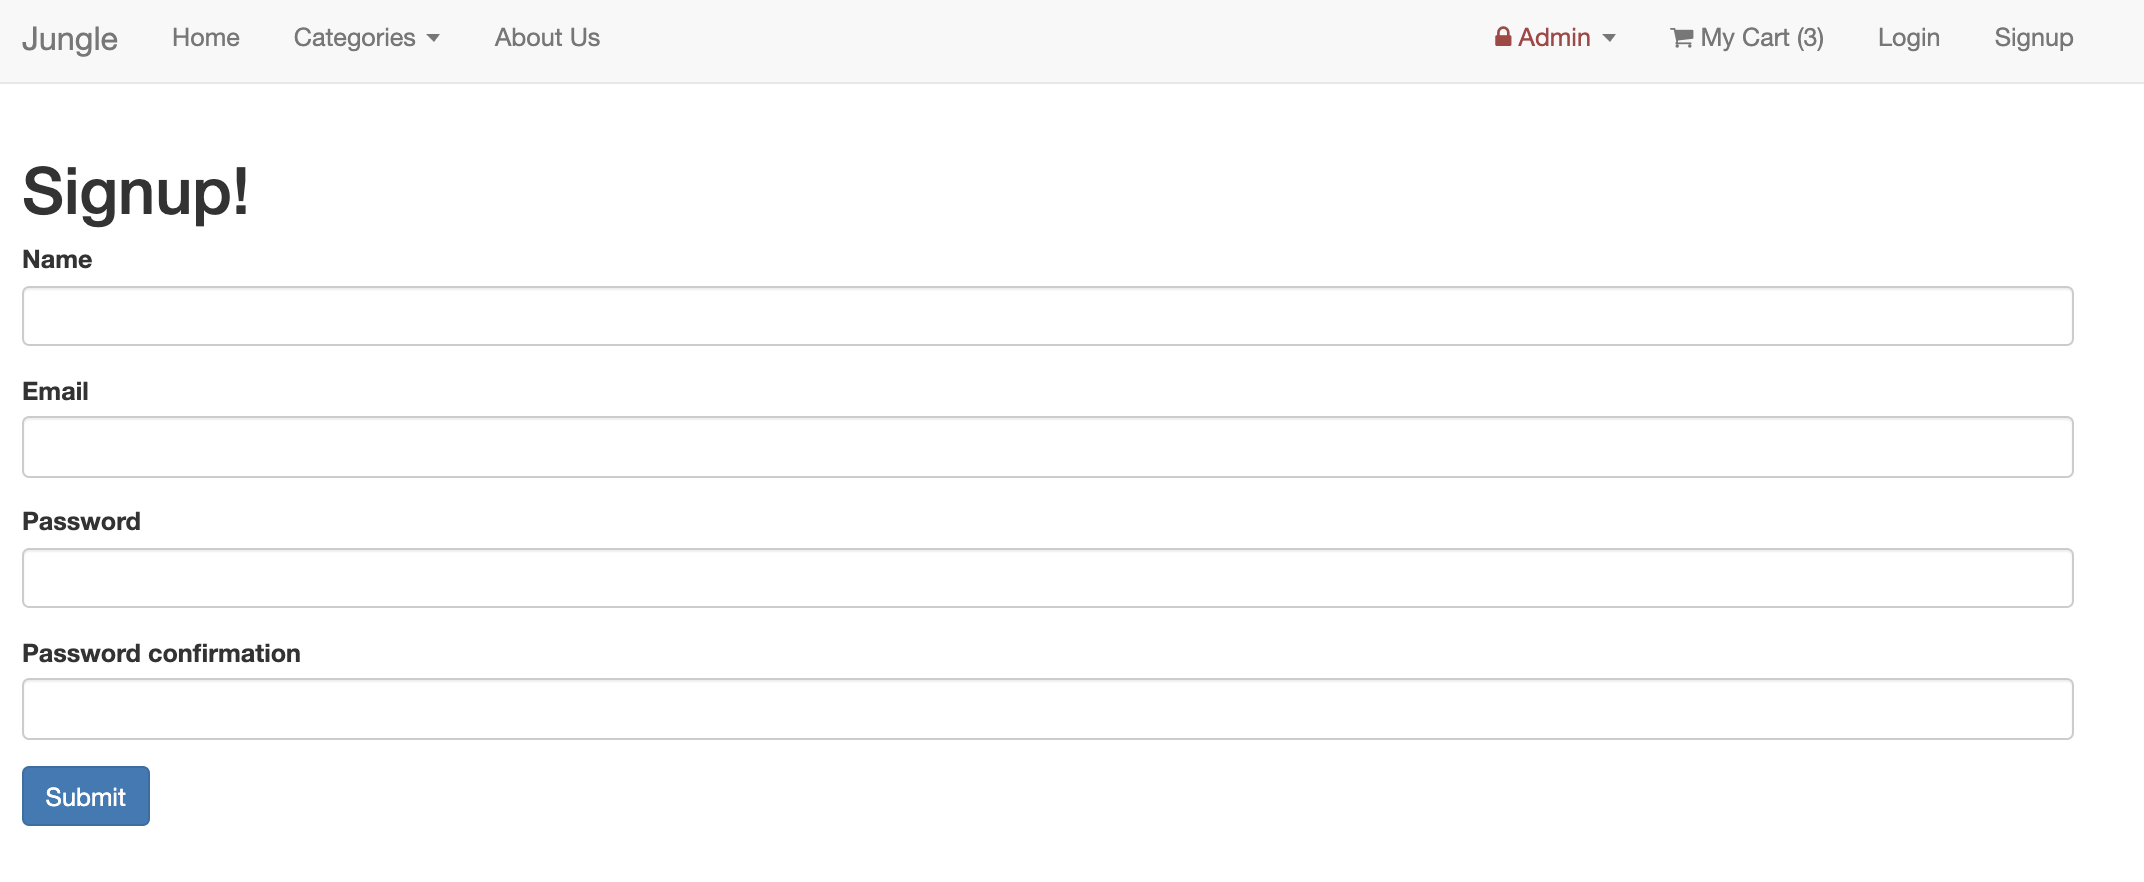 Jungle Home Categories About Us Admin My Cart (3) Login Signup
Signup!
Name
Email
Password
Password confirmation
Submit